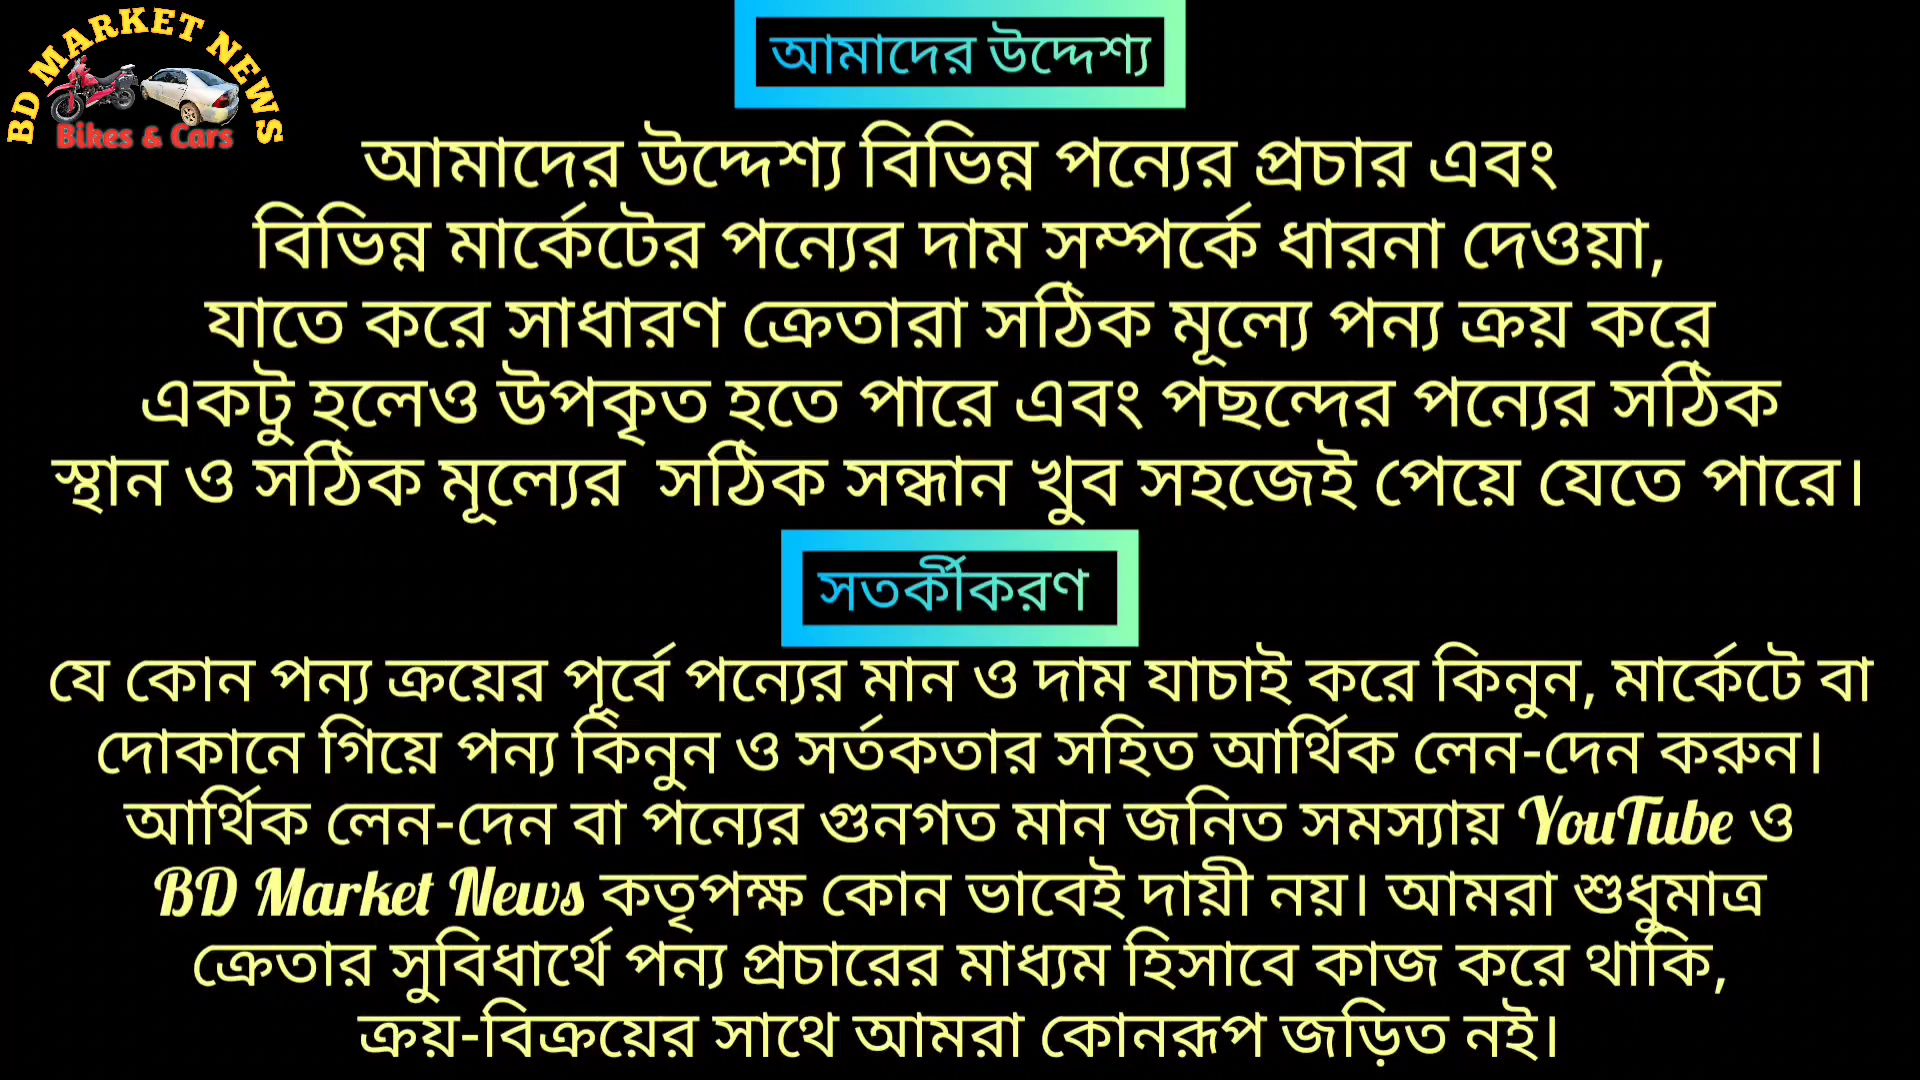 BD MARKET NEWS
Bikes & Cars
আমাদের উদ্দেশ্য
আমাদের উদ্দেশ্য বিভিন্ন পন্যের প্রচার এবং
বিভিন্ন মার্কেটের পন্যের দাম সম্পর্কে ধারনা দেওয়া,
যাতে করে সাধারণ ক্রেতারা সঠিক মূল্যে পন্য ক্রয় করে
একটু হলেও উপকৃত হতে পারে এবং পছন্দের পন্যের সঠিক
স্থান ও সঠিক মূল্যের সঠিক সন্ধান খুব সহজেই পেয়ে যেতে পারে।
সতর্কীকরণ
যে কোন পন্য ক্রয়ের পূর্বে পন্যের মান ও দাম যাচাই করে কিনুন, মার্কেটে বা
দোকানে গিয়ে পন্য কিনুন ও সর্তকতার সহিত আর্থিক লেন-দেন করুন।
আর্থিক লেন-দেন বা পন্যের গুনগত মান জনিত সমস্যায় YouTube ও
BD Market News কতৃপক্ষ কোন ভাবেই দায়ী নয়। আমরা শুধুমাত্র
ক্রেতার সুবিধার্থে পন্য প্রচারের মাধ্যম হিসাবে কাজ করে থাকি,
ক্রয়-বিক্রয়ের সাথে আমরা কোনরূপ জড়িত নই।